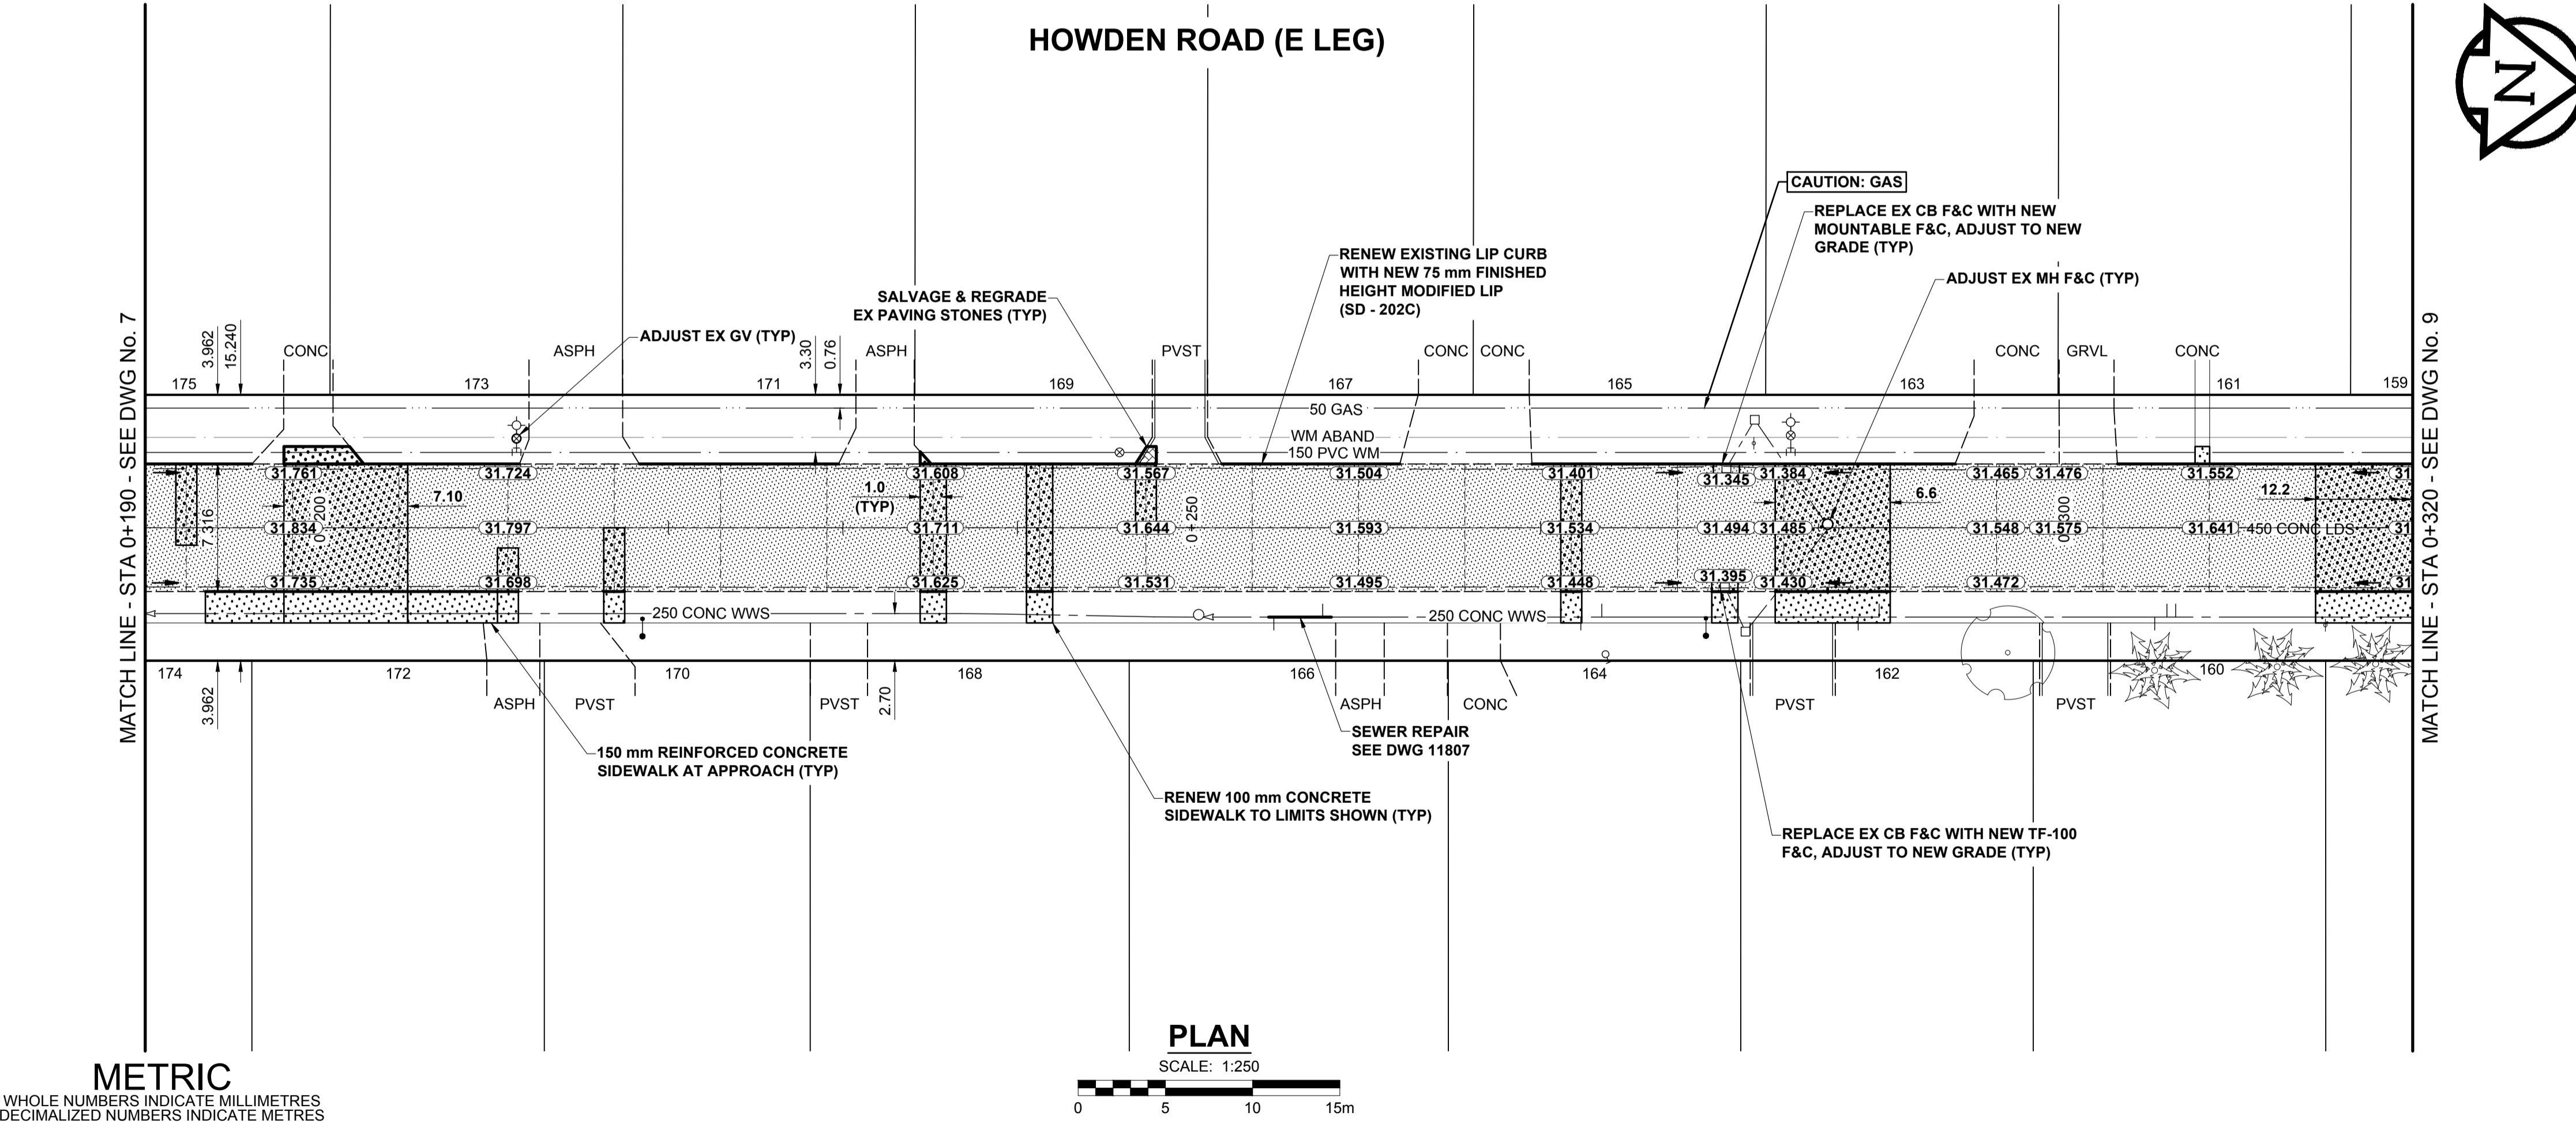 HOWDEN ROAD (E LEG)
N
CAUTION: GAS
REPLACE EX CB F&C WITH NEW
MOUNTABLE F&C, ADJUST TO NEW
GRADE (TYP)
RENEW EXISTING LIP CURB
WITH NEW 75 mm FINISHED
HEIGHT MODIFIED LIP
(SD - 202C)
ADJUST EX MH F&C (TYP)
SALVAGE & REGRADE
EX PAVING STONES (TYP)
ADJUST EX GV (TYP)
MATCH LINE - STA 0+190 - SEE DWG No. 7
MATCH LINE - STA 0+320 - SEE DWG No. 9
3.962
15.240
3.30
0.76
CONC
ASPH
ASPH
PVST
CONC
CONC
CONC
GRVL
CONC
175
173
171
169
167
165
163
161
159
50 GAS
WM ABAND
150 PVC WM
31.761
31.724
31.608
31.567
31.504
31.401
31.345
31.384
31.465
31.476
31.552
31
7.10
1.0
(TYP)
6.6
12.2
7.316
0+200
0 + 250
0+300
31.834
31.797
31.711
31.644
31.593
31.534
31.494
31.485
31.548
31.575
31.641
450 CONC LDS
31
31.735
31.698
31.625
31.531
31.495
31.448
31.395
31.430
31.472
31
250 CONC WWS
250 CONC WWS
174
172
170
168
166
164
162
160
3.962
2.70
ASPH
PVST
PVST
ASPH
CONC
PVST
PVST
SEWER REPAIR
SEE DWG 11807
150 mm REINFORCED CONCRETE
SIDEWALK AT APPROACH (TYP)
RENEW 100 mm CONCRETE
SIDEWALK TO LIMITS SHOWN (TYP)
REPLACE EX CB F&C WITH NEW TF-100
F&C, ADJUST TO NEW GRADE (TYP)
PLAN
SCALE: 1:250
0 5 10 15m
METRIC
WHOLE NUMBERS INDICATE MILLIMETRES
DECIMALIZED NUMBERS INDICATE METRES